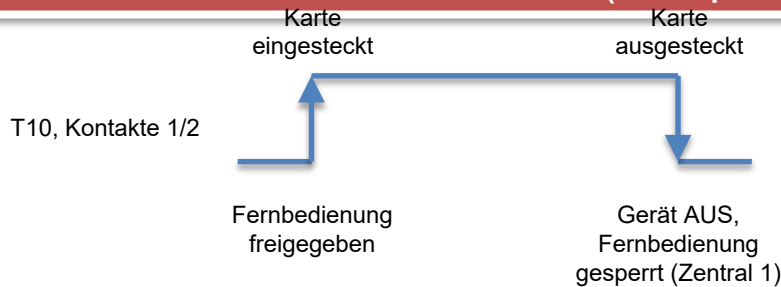 Karte
eingesteckt
Karte
ausgesteckt
T10, Kontakte 1/2
Fernbedienung
freigegeben
Gerät AUS,
Fernbedienung
gesperrt (Zentral 1)